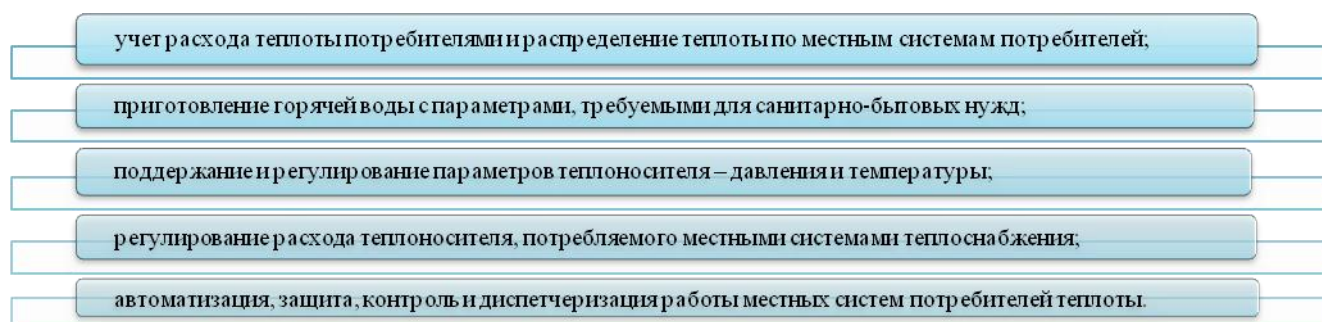 учет расхода теплоты потребителями и распределение теплоты по местным системам потребителей;
приготовление горячей воды с параметрами, требуемыми для санитарно-бытовых нужд;
поддержание и регулирование параметров теплоносителя – давления и температуры;
регулирование расхода теплоносителя, потребляемого местными системами теплоснабжения;
автоматизация, защита, контроль и диспетчеризация работы местных систем потребителей теплоты.